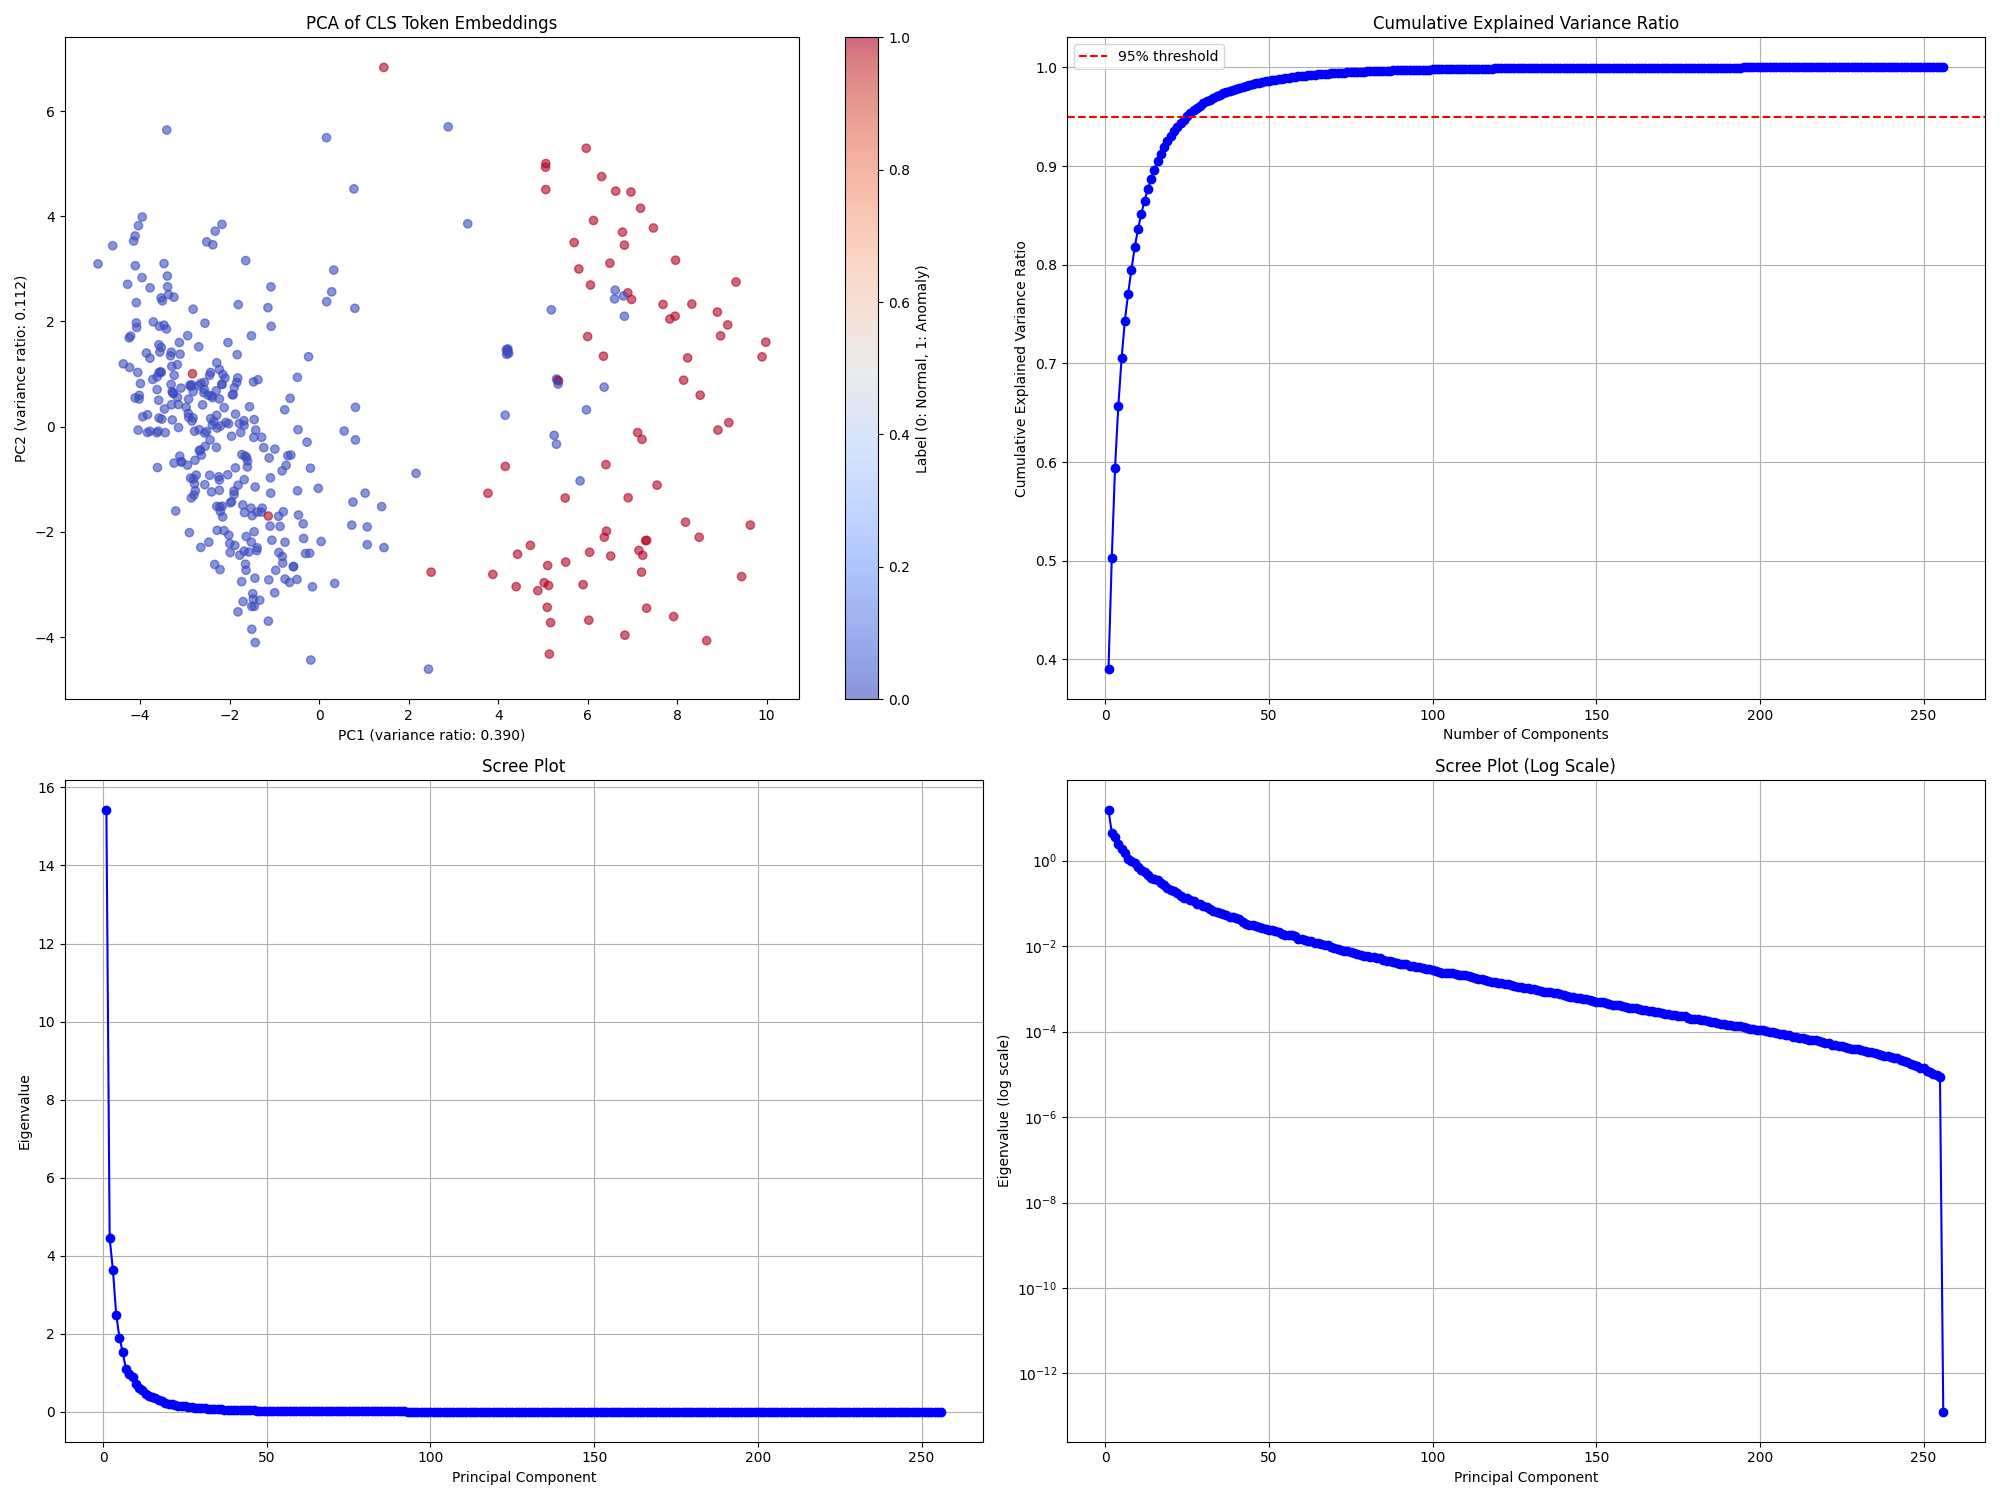 PCA of CLS Token Embeddings
6
4
2
0
−2
−4
PC2 (variance ratio: 0.112)
−4 −2 0 2 4 6 8 10
PC1 (variance ratio: 0.390)
1.0
0.8
0.6
0.4
0.2
0.0
Label (0: Normal, 1: Anomaly)
Cumulative Explained Variance Ratio
95% threshold
1.0
0.9
0.8
0.7
0.6
0.5
0.4
Cumulative Explained Variance Ratio
0 50 100 150 200 250
Number of Components
Scree Plot
16
14
12
10
8
6
4
2
0
Eigenvalue
0 50 100 150 200 250
Principal Component
Scree Plot (Log Scale)
10⁰
10⁻²
10⁻⁴
10⁻⁶
10⁻⁸
10⁻¹⁰
10⁻¹²
Eigenvalue (log scale)
0 50 100 150 200 250
Principal Component